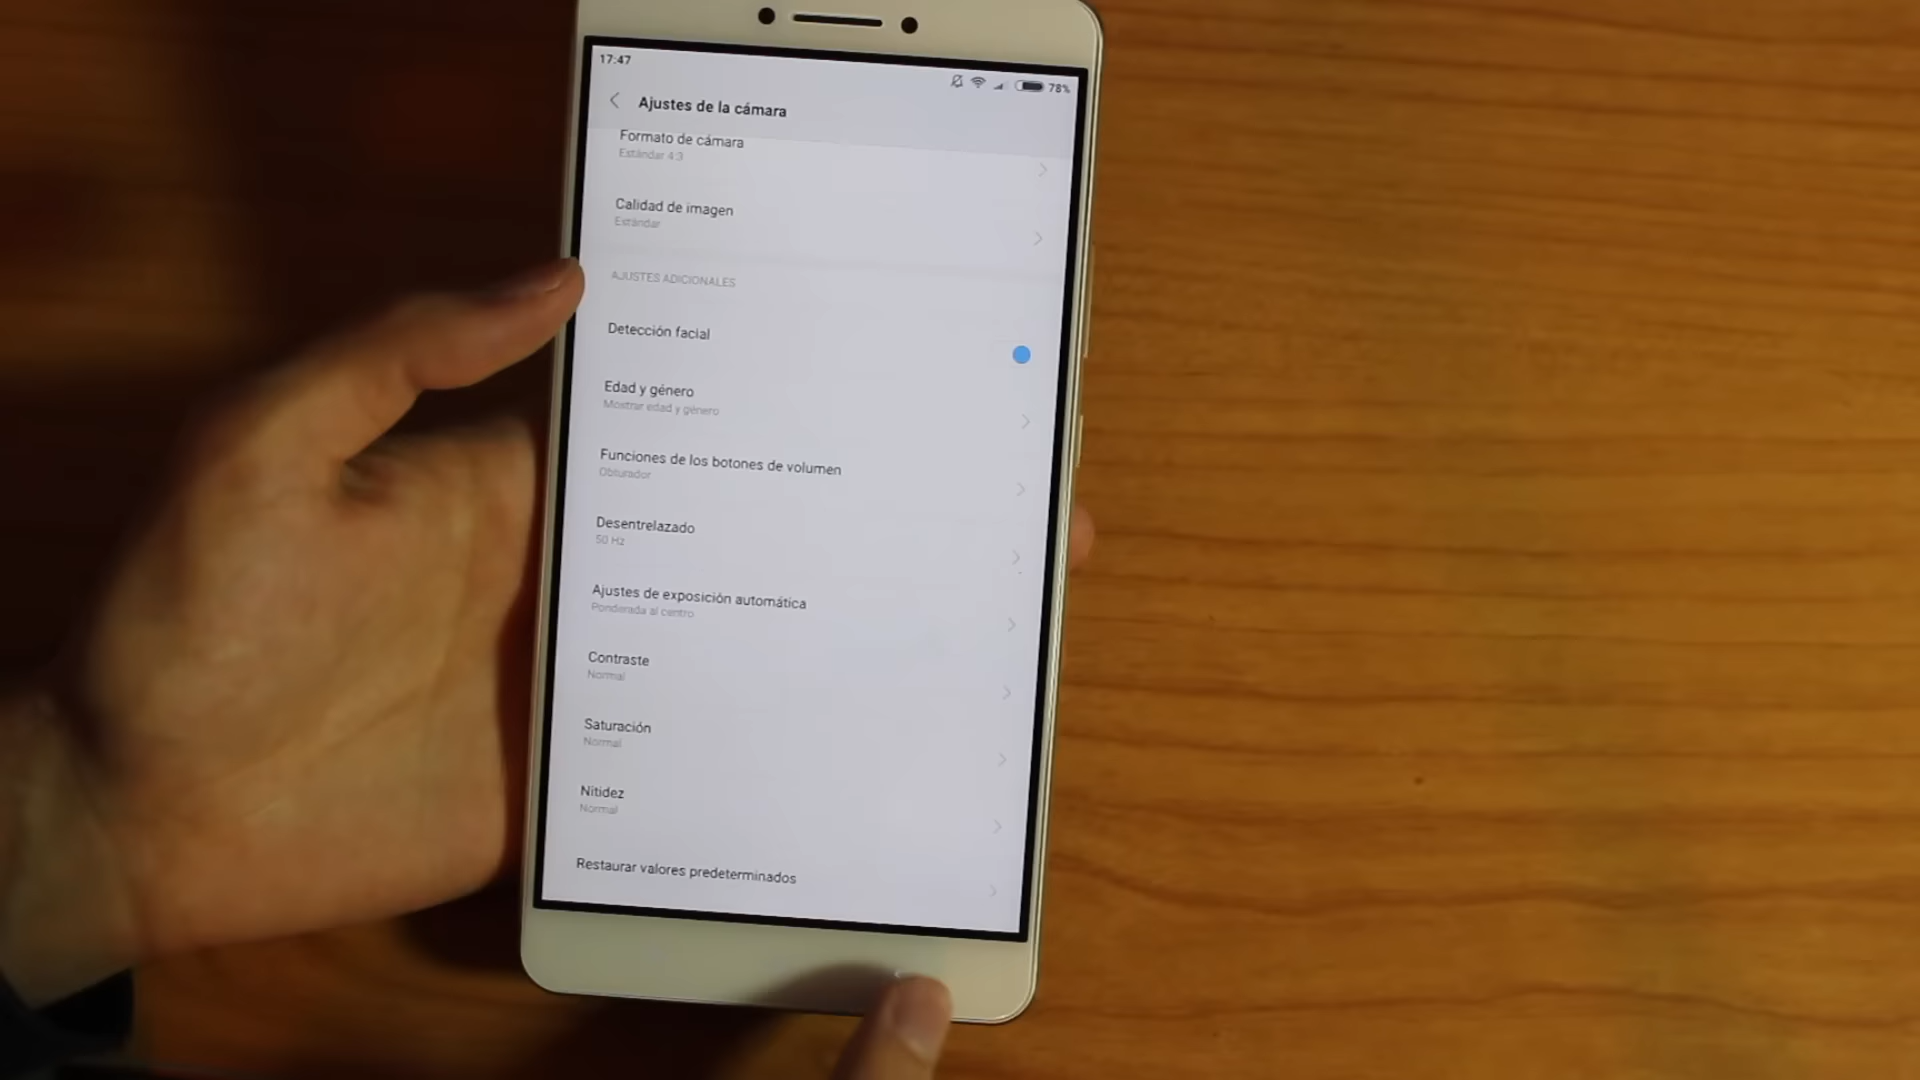 17:47
78%
Ajustes de la cámara
Formato de cámara
Estándar 4:3
Calidad de imagen
Estándar
AJUSTES ADICIONALES
Detección facial
Edad y género
Mostrar edad y género
Funciones de los botones de volumen
Obturador
Desentrelazado
50 Hz
Ajustes de exposición automática
Ponderada al centro
Contraste
Normal
Saturación
Normal
Nitidez
Normal
Restaurar valores predeterminados